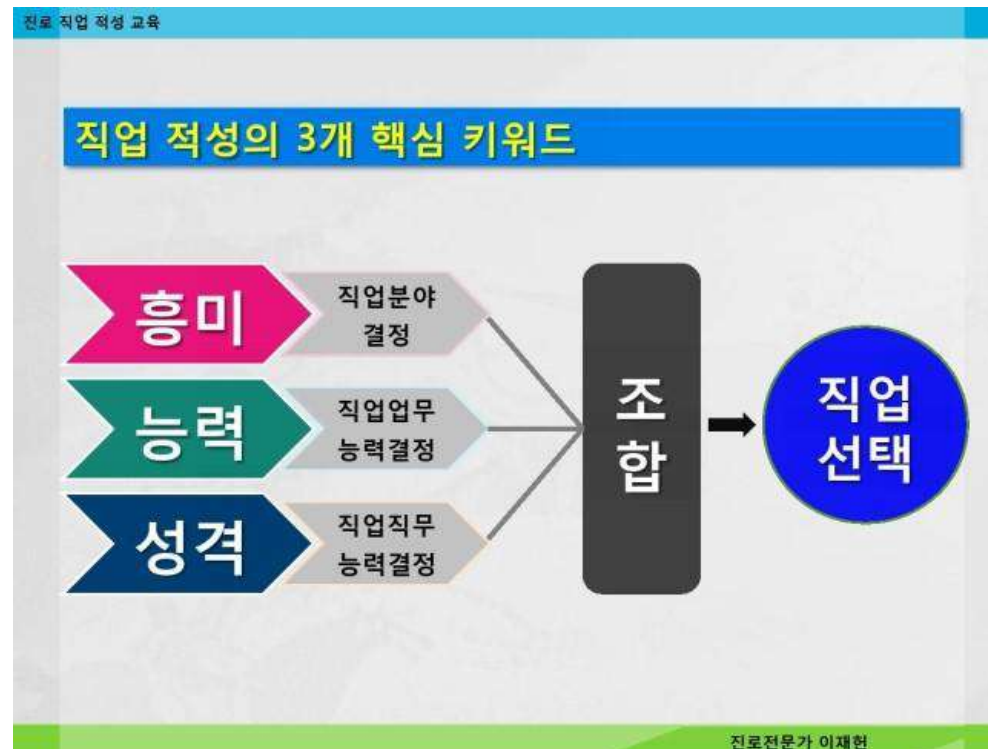 진로 직업 적성 교육
직업 적성의 3개 핵심 키워드
흥미
직업분야
결정
능력
직업업무
능력결정
성격
직업직무
능력결정
조
합
직업
선택
진로전문가 이재헌